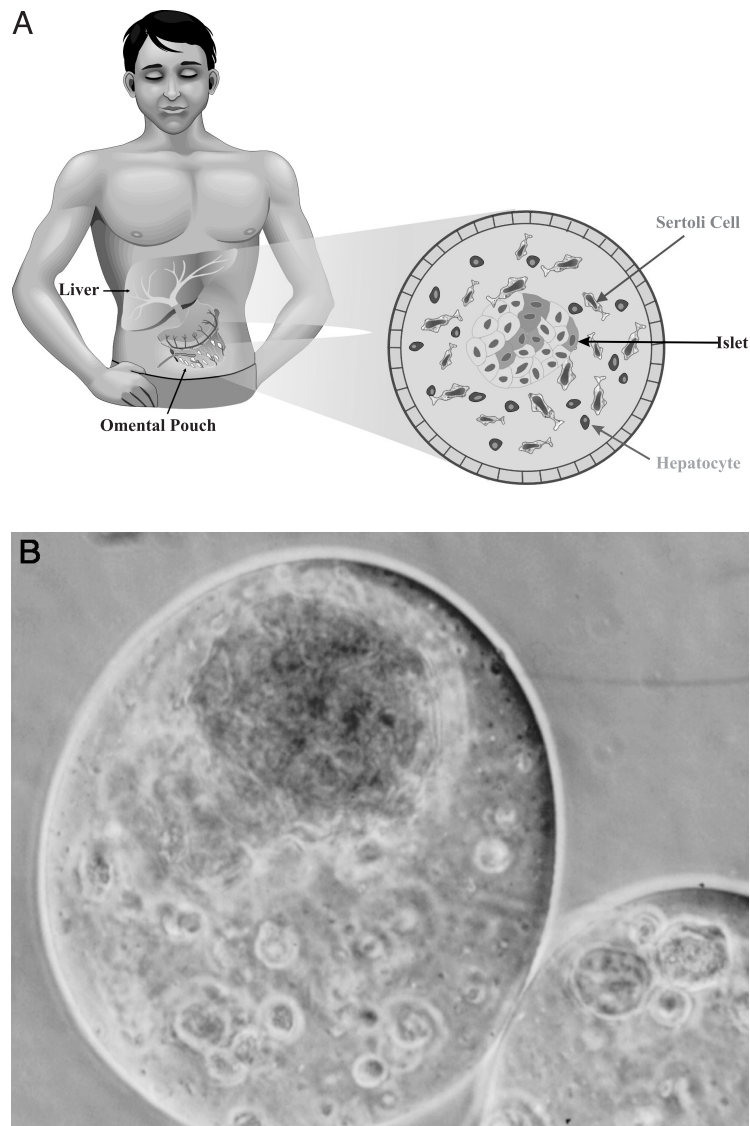 A
Sertoli Cell
Liver
Islet
Omental Pouch
Hepatocyte
B